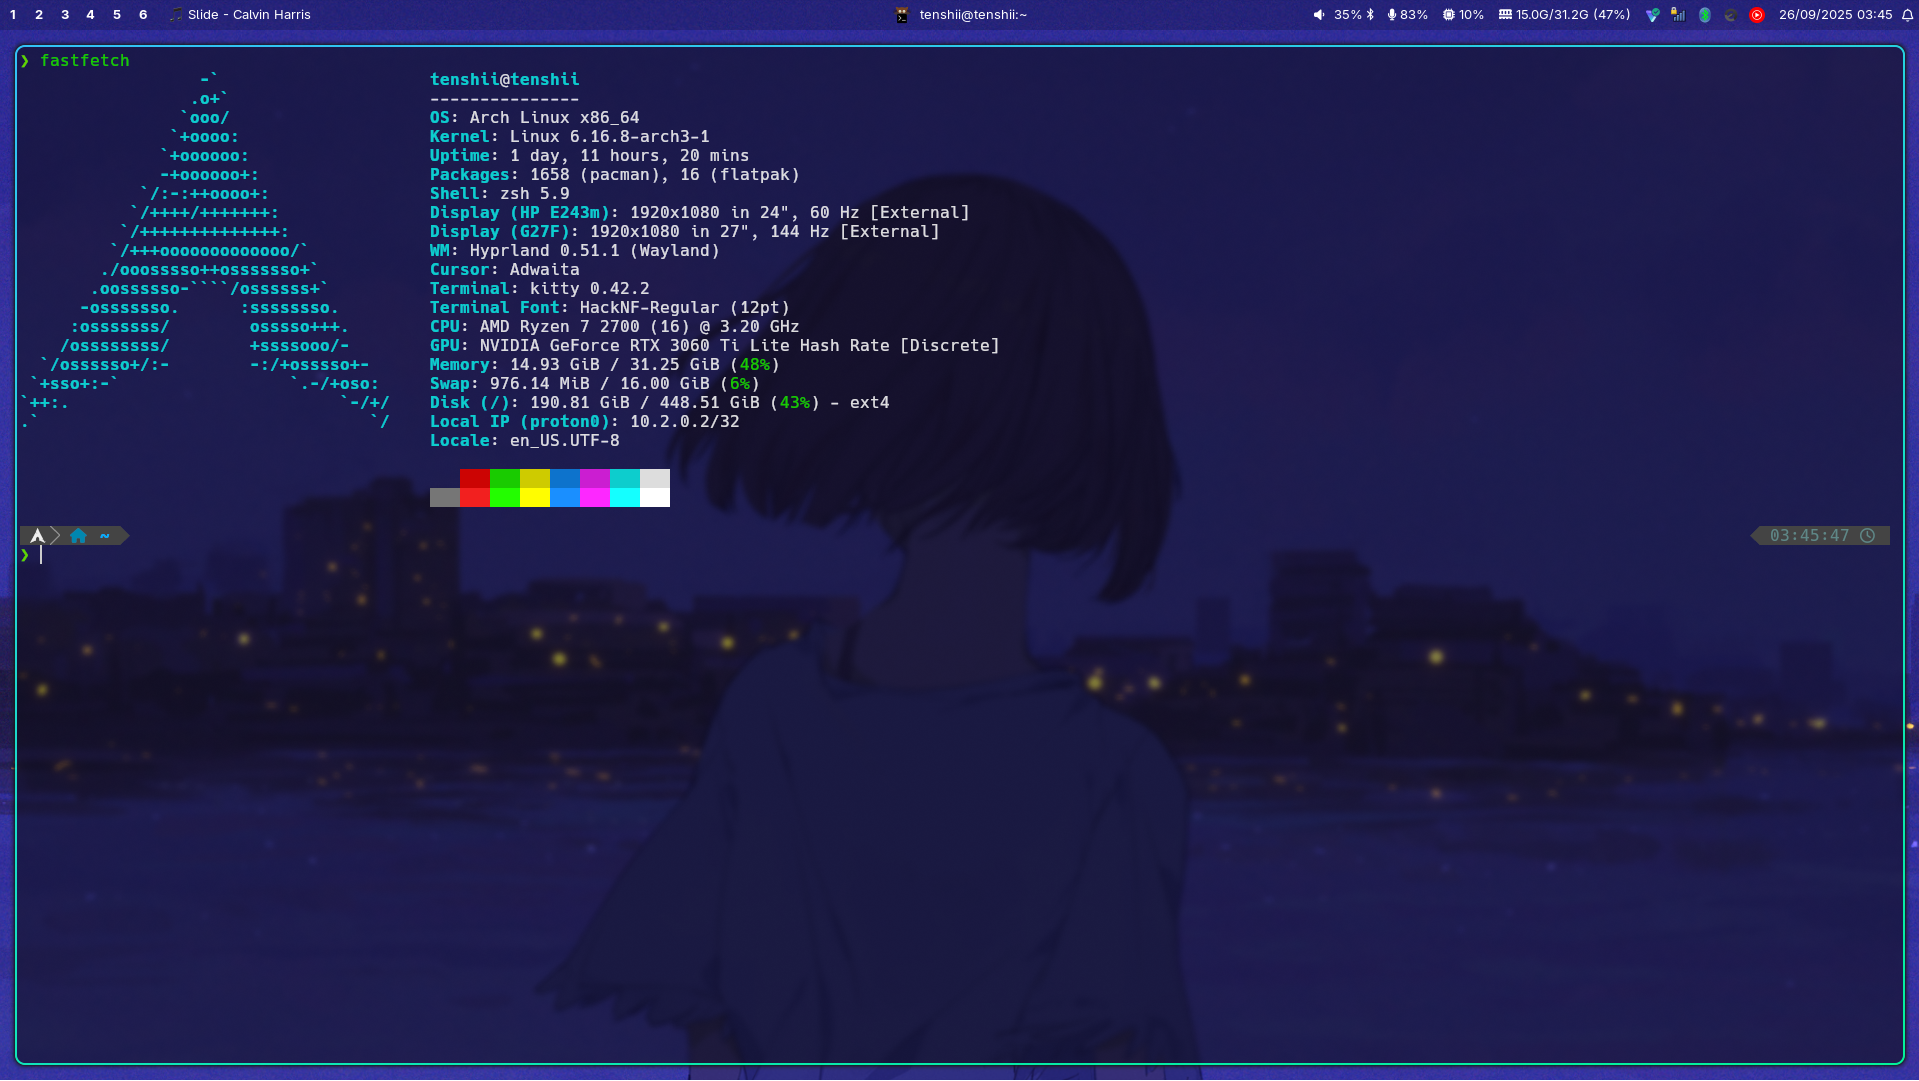 1 2 3 4 5 6 Slide - Calvin Harris tenshii@tenshii:~ 35% 83% 10% 15.0G/31.2G (47%) 26/09/2025 03:45
❯ fastfetch
                  -`                     tenshii@tenshii
                 .o+`                    ---------------
                `ooo/                    OS: Arch Linux x86_64
               `+oooo:                   Kernel: Linux 6.16.8-arch3-1
              `+oooooo:                  Uptime: 1 day, 11 hours, 20 mins
              -+oooooo+:                 Packages: 1658 (pacman), 16 (flatpak)
            `/:-:++oooo+:                Shell: zsh 5.9
           `/++++/+++++++:               Display (HP E243m): 1920x1080 in 24", 60 Hz [External]
          `/++++++++++++++:              Display (G27F): 1920x1080 in 27", 144 Hz [External]
         `/+++ooooooooooooo/`            WM: Hyprland 0.51.1 (Wayland)
        ./ooosssso++osssssso+`           Cursor: Adwaita
       .oossssso-````/ossssss+`          Terminal: kitty 0.42.2
      -osssssso.      :ssssssso.         Terminal Font: HackNF-Regular (12pt)
     :osssssss/        osssso+++.        CPU: AMD Ryzen 7 2700 (16) @ 3.20 GHz
    /ossssssss/        +ssssooo/-        GPU: NVIDIA GeForce RTX 3060 Ti Lite Hash Rate [Discrete]
  `/ossssso+/:-        -:/+osssso+-      Memory: 14.93 GiB / 31.25 GiB (48%)
 `+sso+:-`                 `.-/+oso:     Swap: 976.14 MiB / 16.00 GiB (6%)
`++:.                           `-/+/    Disk (/): 190.81 GiB / 448.51 GiB (43%) - ext4
.`                                 `/    Local IP (proton0): 10.2.0.2/32
                                         Locale: en_US.UTF-8
~ 03:45:47
❯